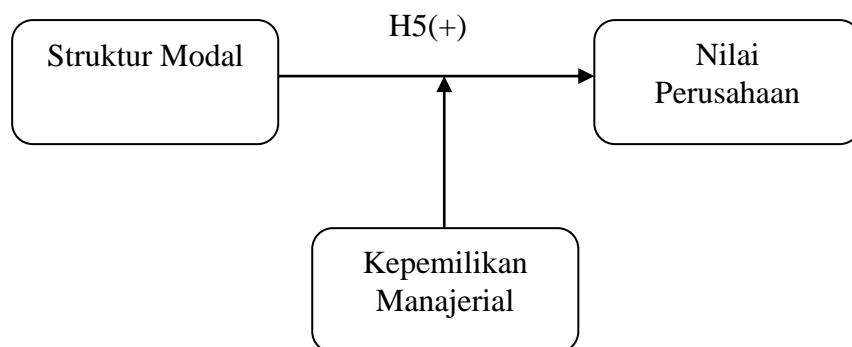 H5(+)
Struktur Modal
Nilai
Perusahaan
Kepemilikan
Manajerial